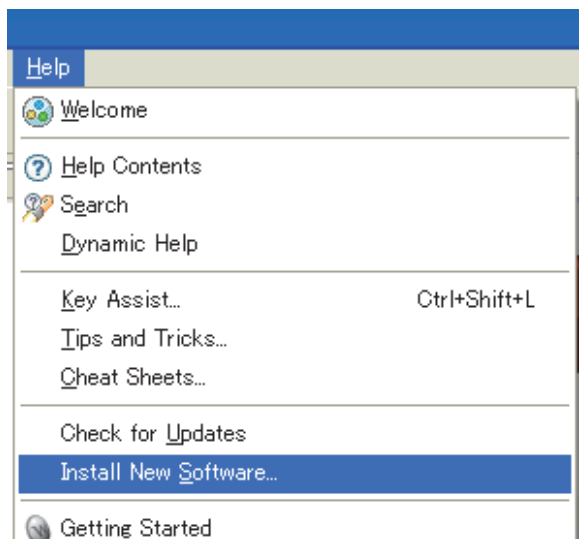 Help
Welcome
Help Contents
Search
Dynamic Help
Key Assist... Ctrl+Shift+L
Tips and Tricks...
Cheat Sheets...
Check for Updates
Install New Software...
Getting Started